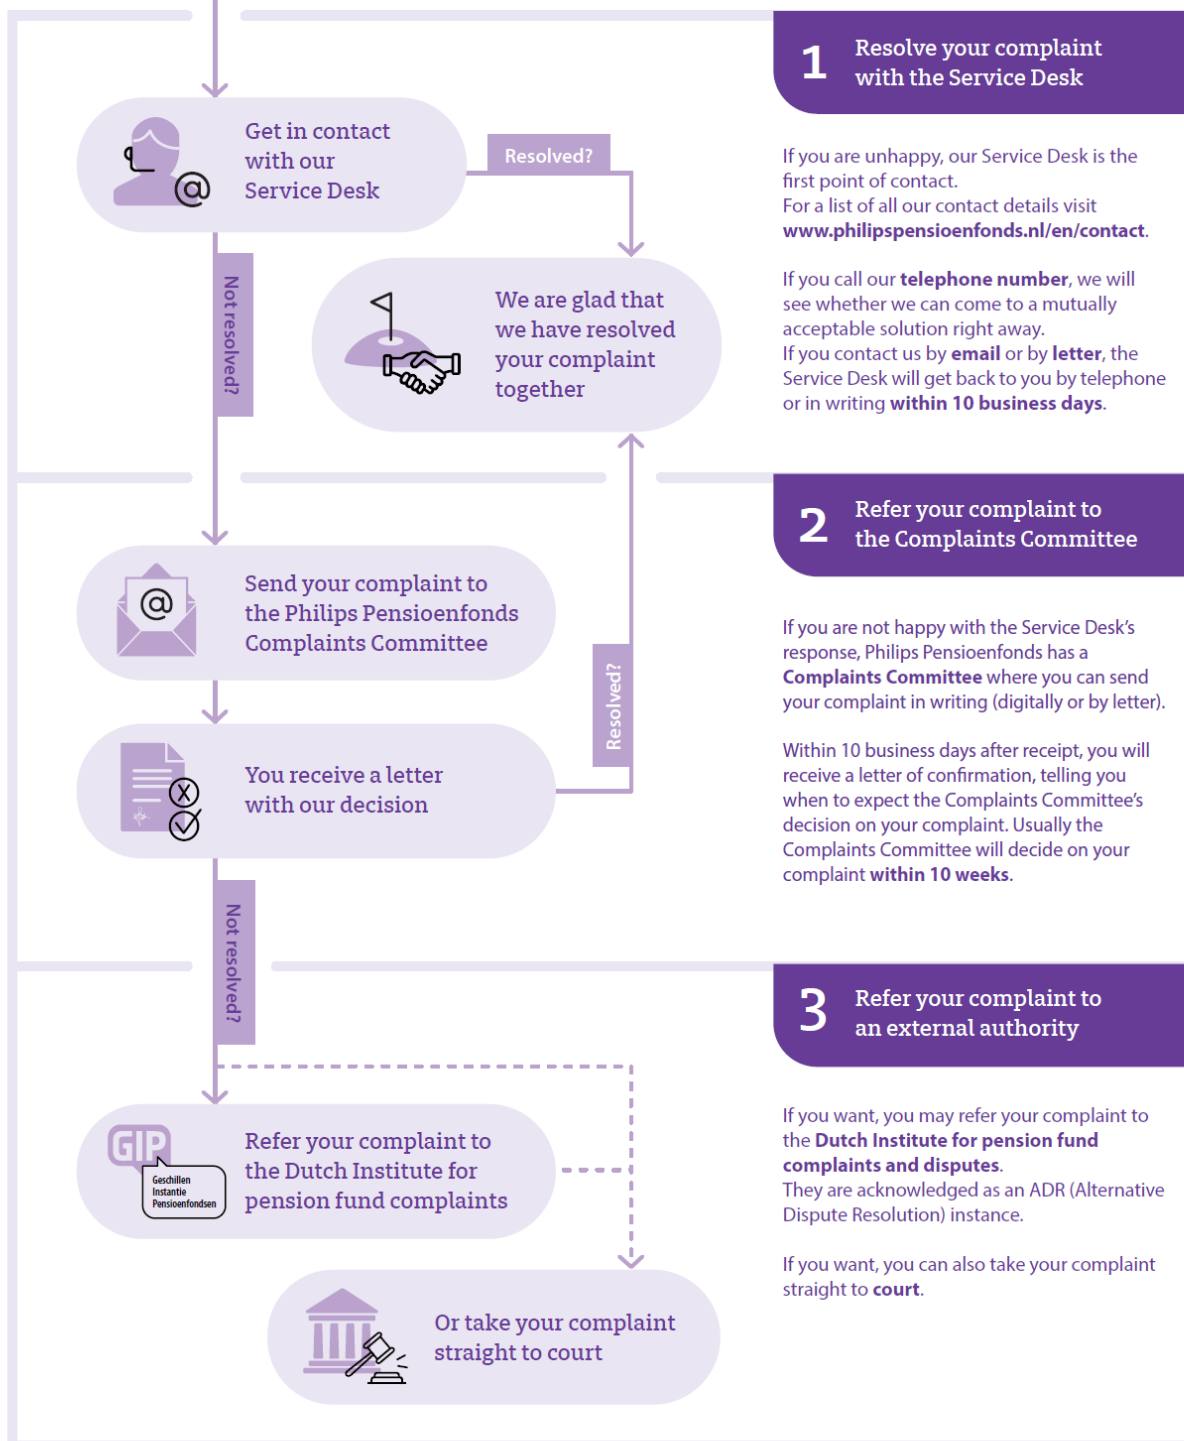 1
Resolve your complaint
with the Service Desk
Get in contact
with our
Service Desk
Resolved?
Not resolved?
We are glad that
we have resolved
your complaint
together
If you are unhappy, our Service Desk is the
first point of contact.
For a list of all our contact details visit
www.philipspensioenfonds.nl/en/contact.
If you call our telephone number, we will
see whether we can come to a mutually
acceptable solution right away.
If you contact us by email or by letter, the
Service Desk will get back to you by telephone
or in writing within 10 business days.
2
Refer your complaint to
the Complaints Committee
@
Send your complaint to
the Philips Pensioenfonds
Complaints Committee
You receive a letter
with our decision
Resolved?
Not resolved?
If you are not happy with the Service Desk's
response, Philips Pensioenfonds has a
Complaints Committee where you can send
your complaint in writing (digitally or by letter).
Within 10 business days after receipt, you will
receive a letter of confirmation, telling you
when to expect the Complaints Committee's
decision on your complaint. Usually the
Complaints Committee will decide on your
complaint within 10 weeks.
3
Refer your complaint to
an external authority
GIP
Geschillen
Instantie
Pensioenfondsen
Refer your complaint to
the Dutch Institute for
pension fund complaints
Or take your complaint
straight to court
If you want, you may refer your complaint to
the Dutch Institute for pension fund
complaints and disputes.
They are acknowledged as an ADR (Alternative
Dispute Resolution) instance.
If you want, you can also take your complaint
straight to court.